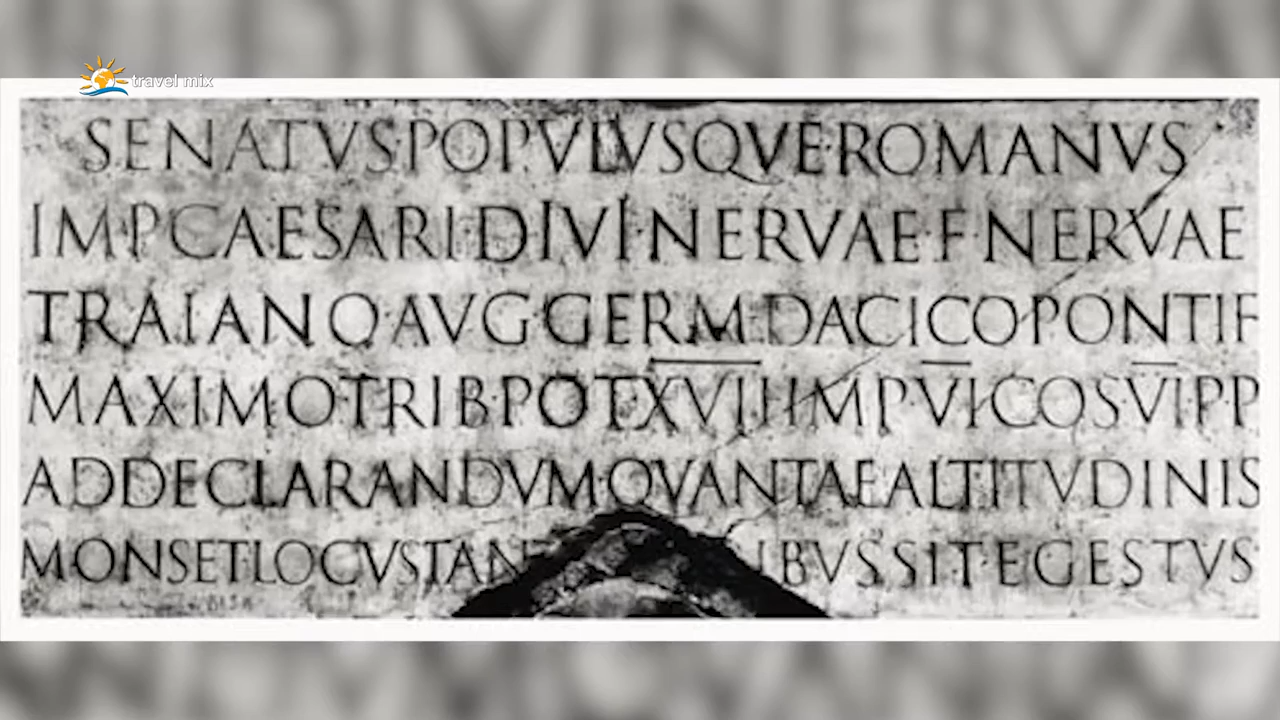 travel mix
SENATVS·POPVLVSQVE·ROMANVS
IMP·CAESARI·DIVI·NERVAE·F·NERVAE
TRAIANO·AVG·GERM·DACICO·PONTIF
MAXIMO·TRIB·POT·XVII·IMP·VI·COS·VI·P·P
AD·DECLARANDVM·QVANTAE·ALTITVDINIS
MONS·ET·LOCVS·TAN IBVS·SIT·EGESTVS